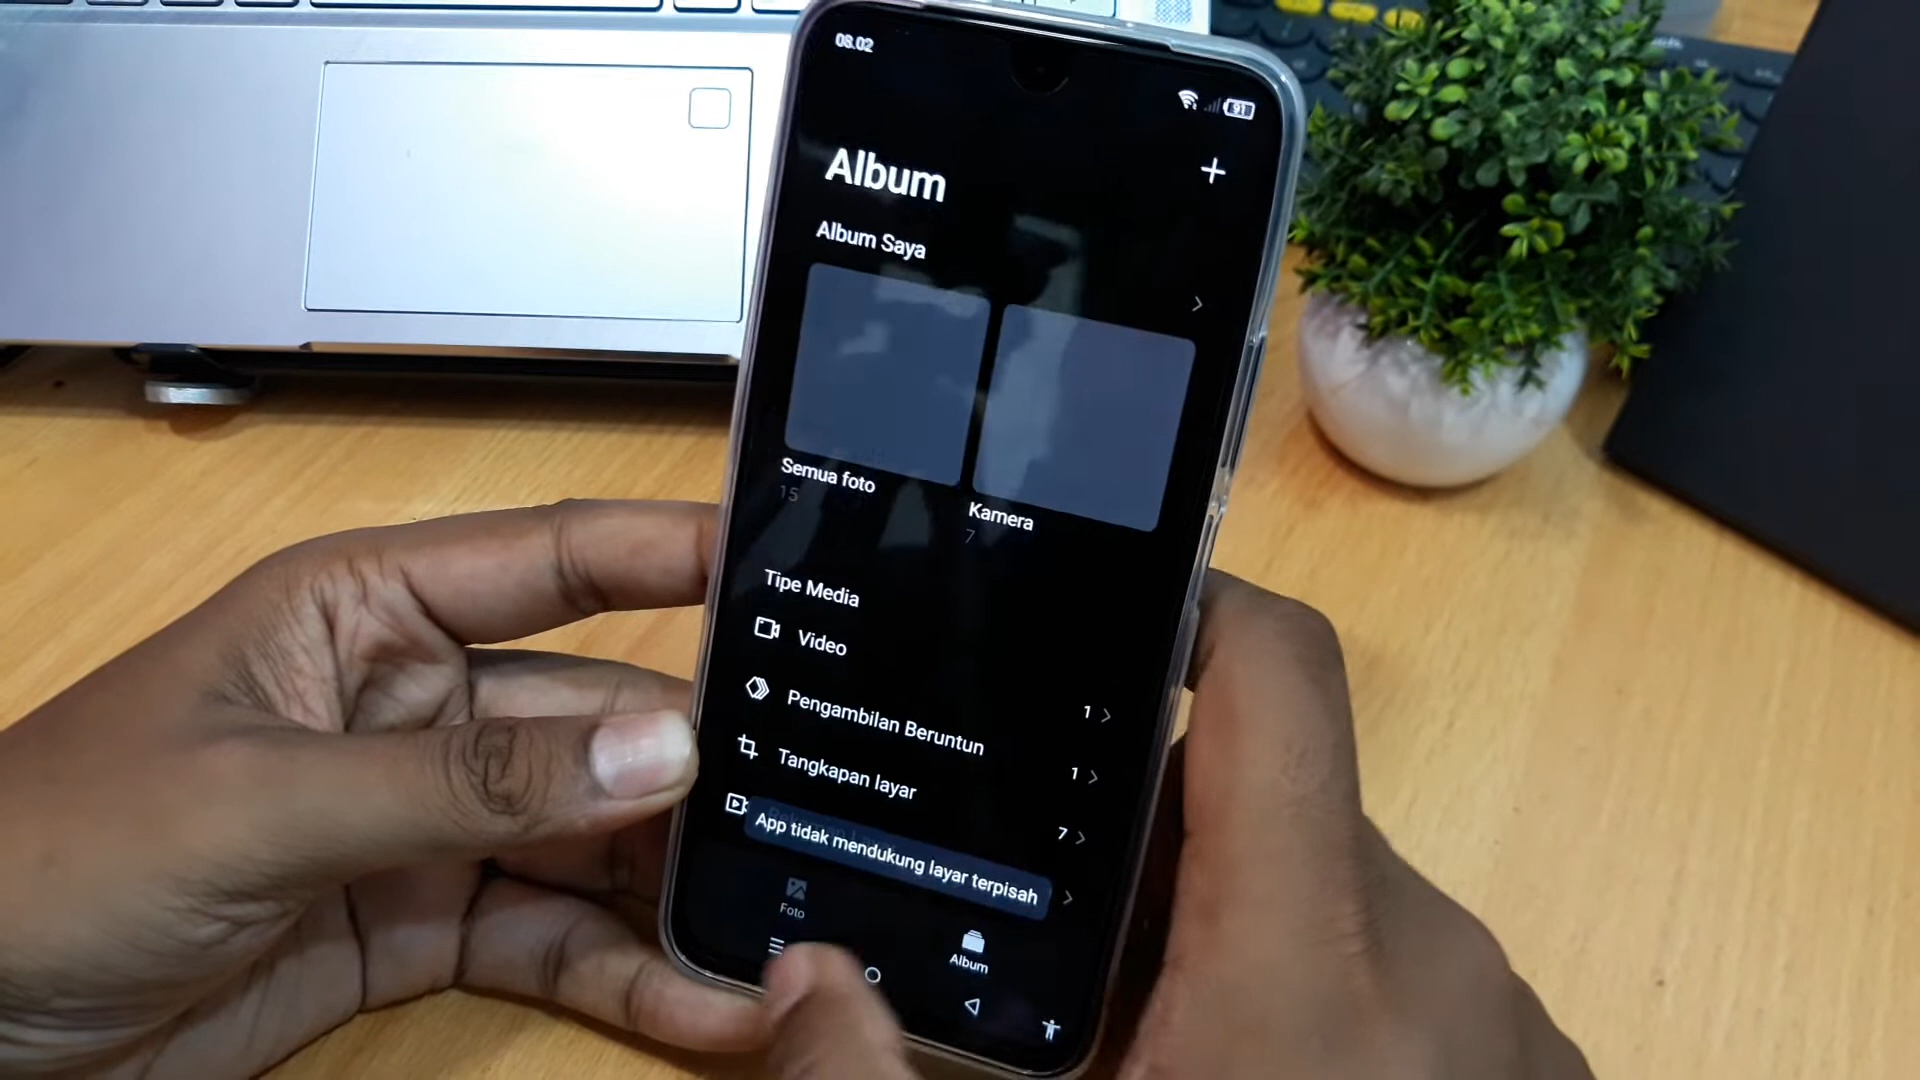 08.02
91
Album
Album Saya
Semua foto
15
Kamera
7
Tipe Media
Video
1
Pengambilan Beruntun
1
Tangkapan layar
7
App tidak mendukung layar terpisah
Foto
Album